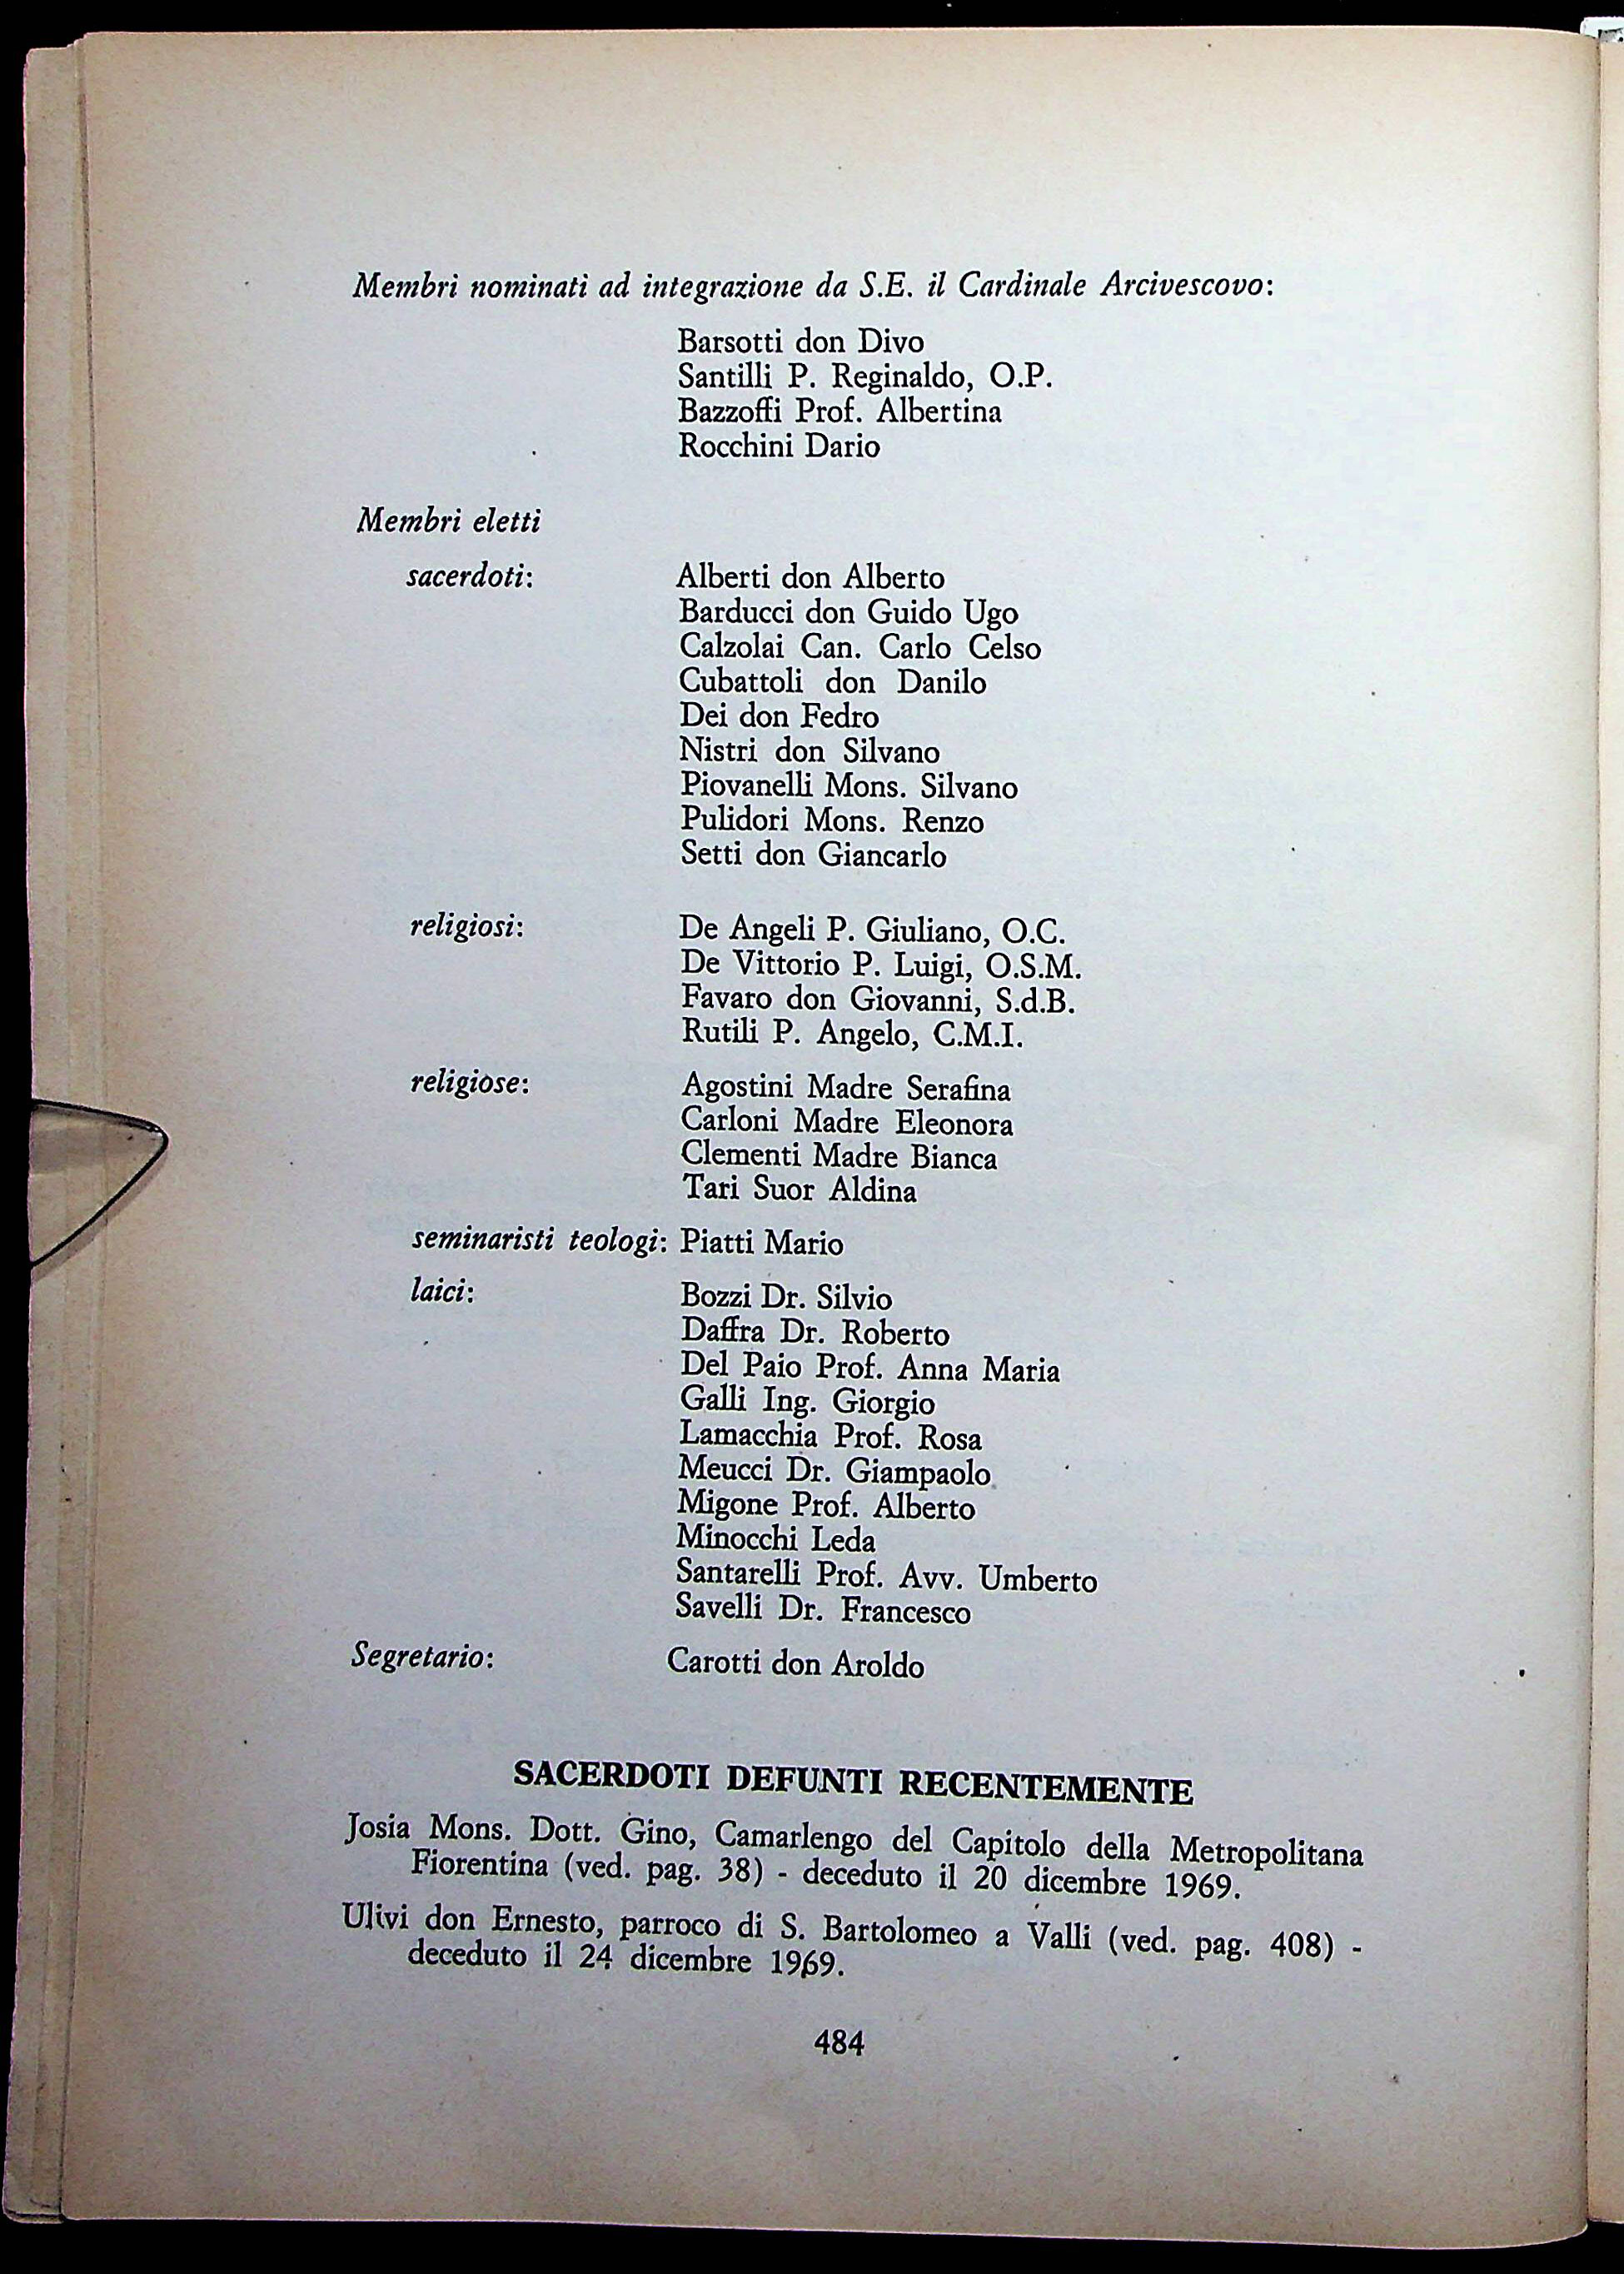 Membri nominati ad integrazione da S.E. il Cardinale Arcivescovo:
Barsotti don Divo
Santilli P. Reginaldo, O.P.
Bazzoffi Prof. Albertina
Rocchini Dario
Membri eletti
sacerdoti: Alberti don Alberto
Barducci don Guido Ugo
Calzolai Can. Carlo Celso
Cubattoli don Danilo
Dei don Fedro
Nistri don Silvano
Piovanelli Mons. Silvano
Pulidori Mons. Renzo
Setti don Giancarlo
religiosi: De Angeli P. Giuliano, O.C.
De Vittorio P. Luigi, O.S.M.
Favaro don Giovanni, S.d.B.
Rutili P. Angelo, C.M.I.
religiose: Agostini Madre Serafina
Carloni Madre Eleonora
Clementi Madre Bianca
Tari Suor Aldina
seminaristi teologi: Piatti Mario
laici: Bozzi Dr. Silvio
Daffra Dr. Roberto
Del Paio Prof. Anna Maria
Galli Ing. Giorgio
Lamacchia Prof. Rosa
Meucci Dr. Giampaolo
Migone Prof. Alberto
Minocchi Leda
Santarelli Prof. Avv. Umberto
Savelli Dr. Francesco
Segretario: Carotti don Aroldo
SACERDOTI DEFUNTI RECENTEMENTE
Josia Mons. Dott. Gino, Camarlengo del Capitolo della Metropolitana
Fiorentina (ved. pag. 38) - deceduto il 20 dicembre 1969.
Ulivi don Ernesto, parroco di S. Bartolomeo a Valli (ved. pag. 408) -
deceduto il 24 dicembre 1969.
484